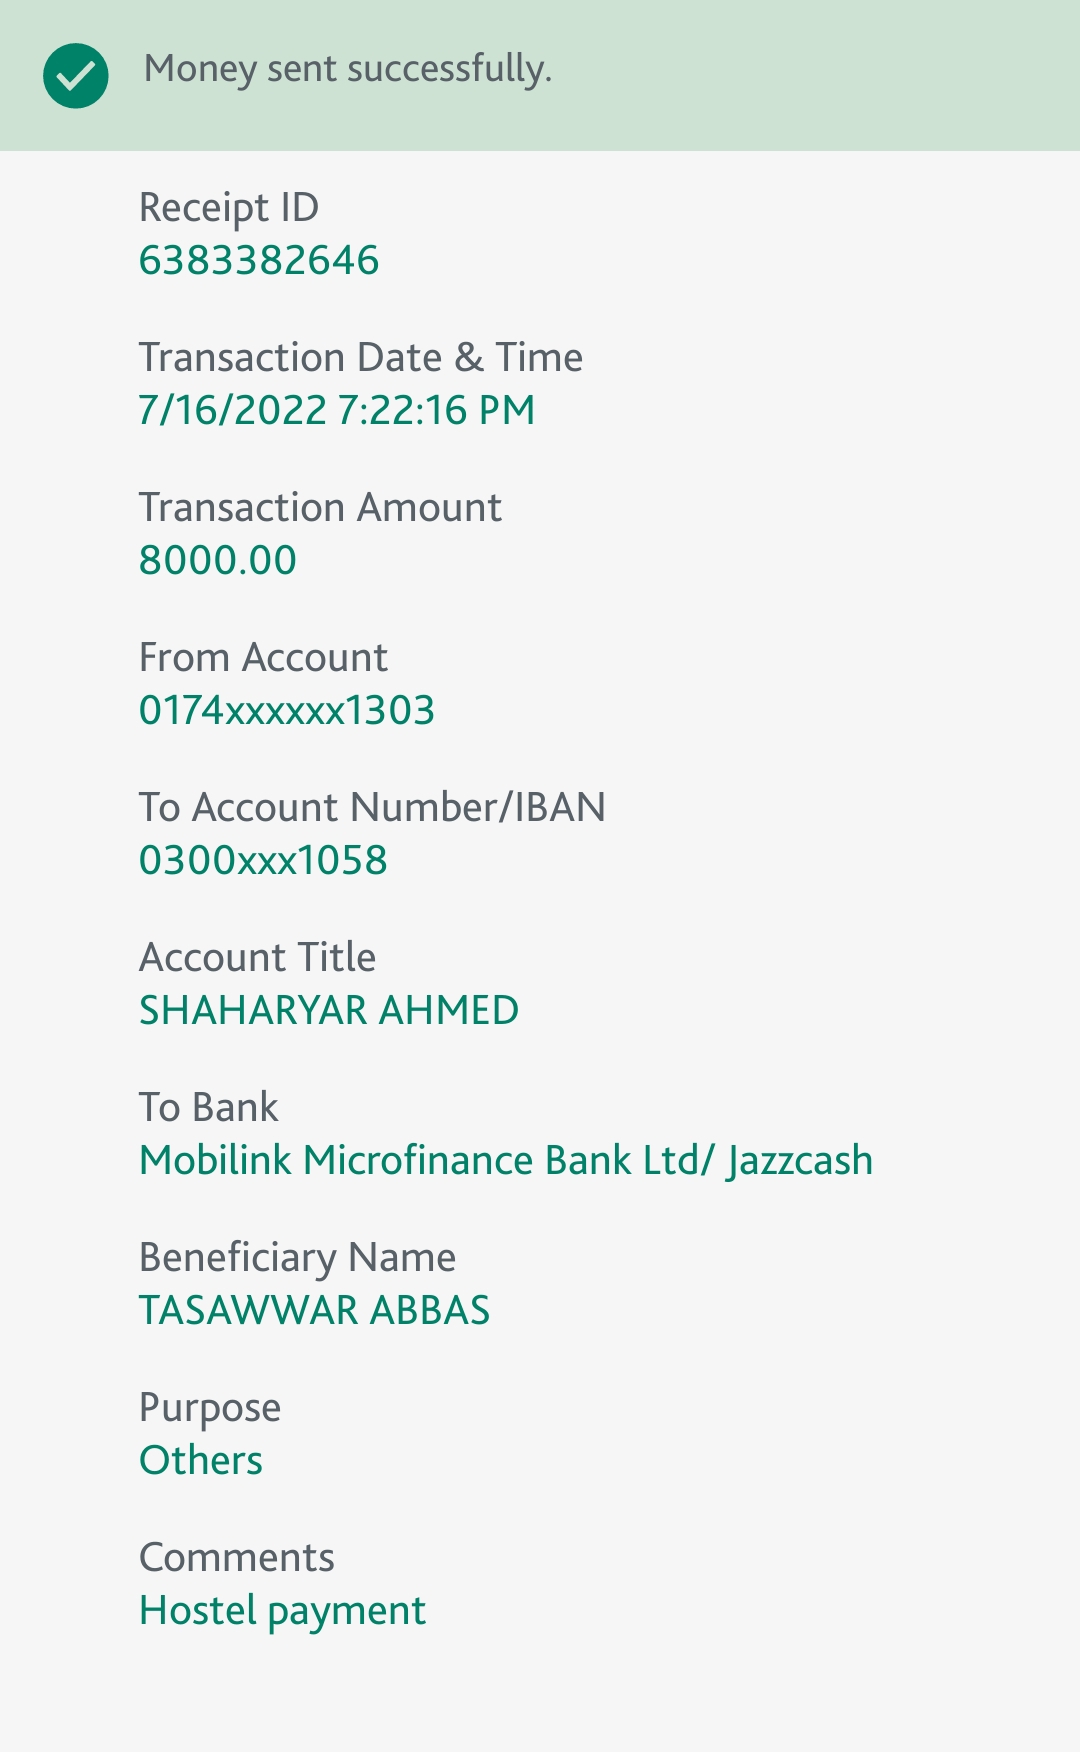 Money sent successfully.
Receipt ID
6383382646
Transaction Date & Time
7/16/2022 7:22:16 PM
Transaction Amount
8000.00
From Account
0174xxxxxx1303
To Account Number/IBAN
0300xxx1058
Account Title
SHAHARYAR AHMED
To Bank
Mobilink Microfinance Bank Ltd/ Jazzcash
Beneficiary Name
TASAWWAR ABBAS
Purpose
Others
Comments
Hostel payment